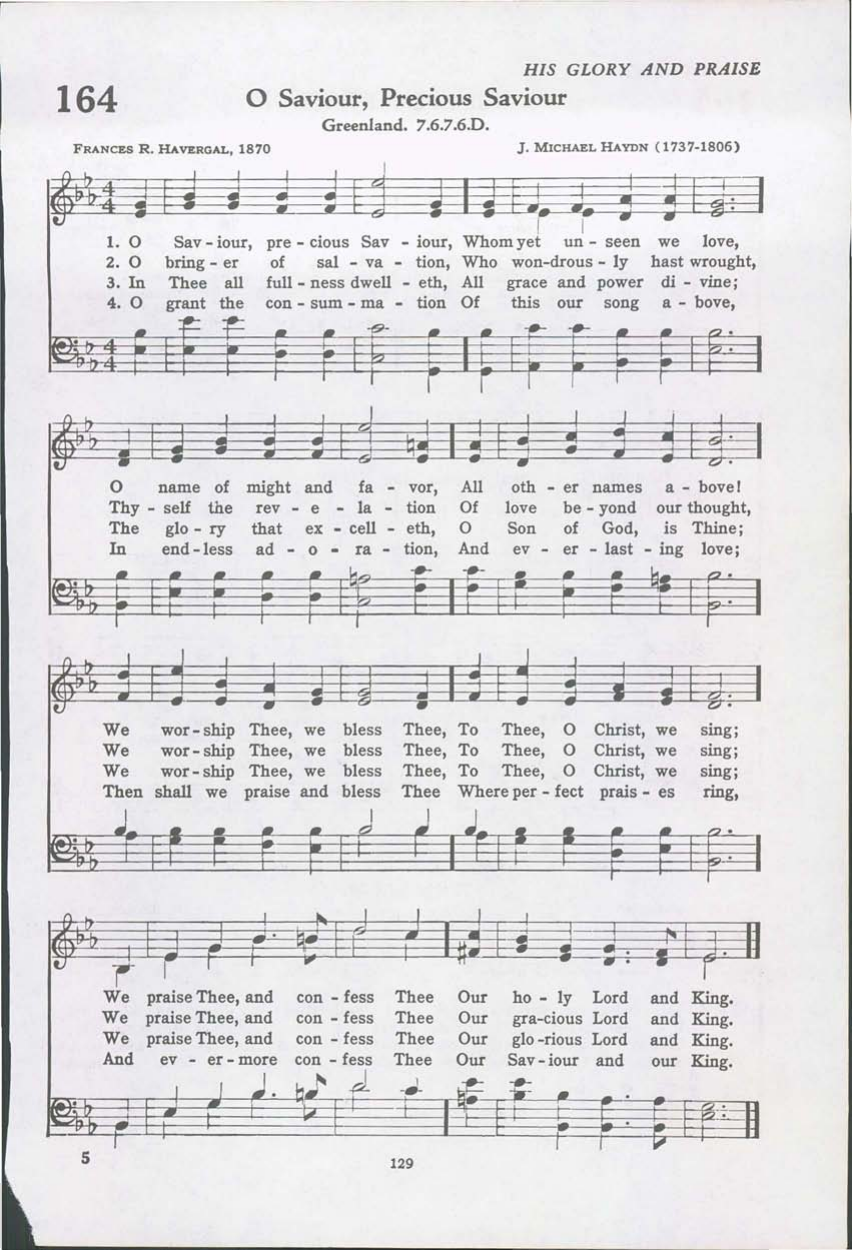 HIS GLORY AND PRAISE
164
O Saviour, Precious Saviour
Greenland. 7.6.7.6.D.
FRANCES R. HAVERGAL, 1870 J. MICHAEL HAYDN (1737-1806)
1. O Sav - iour, pre - cious Sav - iour, Whom yet un - seen we love,
2. O bring - er of sal - va - tion, Who won-drous - ly hast wrought,
3. In Thee all full - ness dwell - eth, All grace and power di - vine;
4. O grant the con - sum - ma - tion Of this our song a - bove,
O name of might and fa - vor, All oth - er names a - bove!
Thy - self the rev - e - la - tion Of love be - yond our thought,
The glo - ry that ex - cell - eth, O Son of God, is Thine;
In end - less ad - o - ra - tion, And ev - er - last - ing love;
We wor - ship Thee, we bless Thee, To Thee, O Christ, we sing;
We wor - ship Thee, we bless Thee, To Thee, O Christ, we sing;
We wor - ship Thee, we bless Thee, To Thee, O Christ, we sing;
Then shall we praise and bless Thee Where per - fect prais - es ring,
We praise Thee, and con - fess Thee Our ho - ly Lord and King.
We praise Thee, and con - fess Thee Our gra-cious Lord and King.
We praise Thee, and con - fess Thee Our glo -rious Lord and King.
And ev - er - more con - fess Thee Our Sav - iour and our King.
5
129